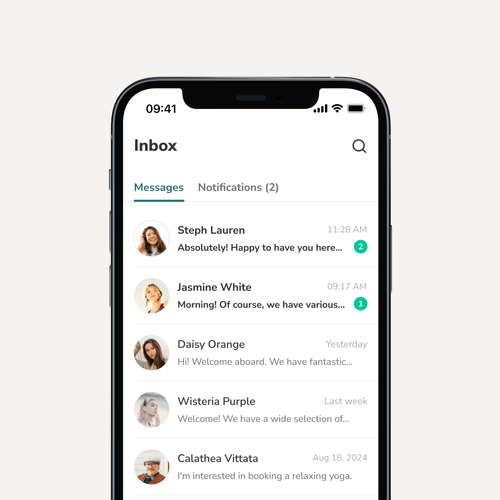 09:41
Inbox
Messages Notifications (2)
Steph Lauren 11:28 AM
Absolutely! Happy to have you here... 2
Jasmine White 09:17 AM
Morning! Of course, we have various... 1
Daisy Orange Yesterday
Hi! Welcome aboard. We have fantastic...
Wisteria Purple Last week
Welcome! We have a wide selection of...
Calathea Vittata Aug 18, 2024
I'm interested in booking a relaxing yoga.